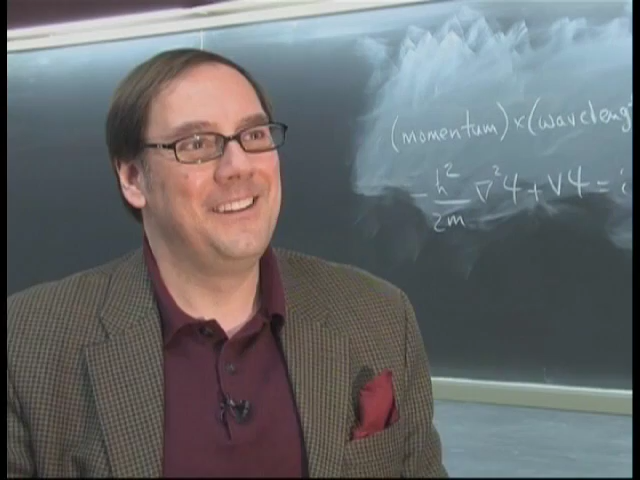 (momentum)×(waveleng
-ħ²/2m ∇²ψ + Vψ = i